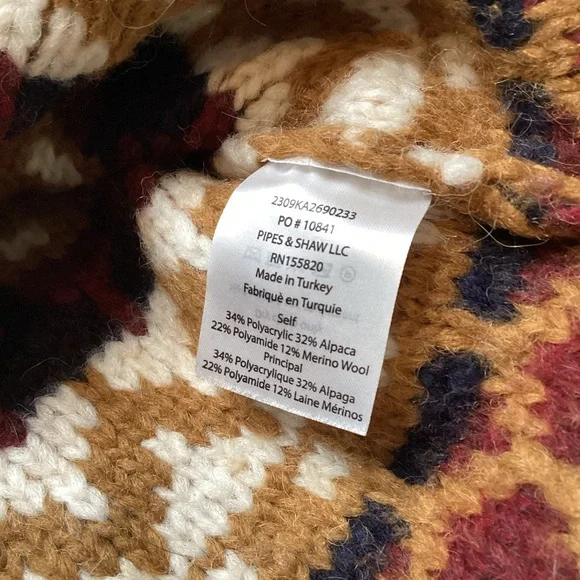 2309KA2690233
PO # 10841
PIPES & SHAW LLC
RN155820
Made in Turkey
Fabriquè en Turquie
Self
34% Polyacrylic 32% Alpaca
22% Polyamide 12% Merino Wool
Principal
34% Polyacrylique 32% Alpaga
22% Polyamide 12% Laine Mérinos